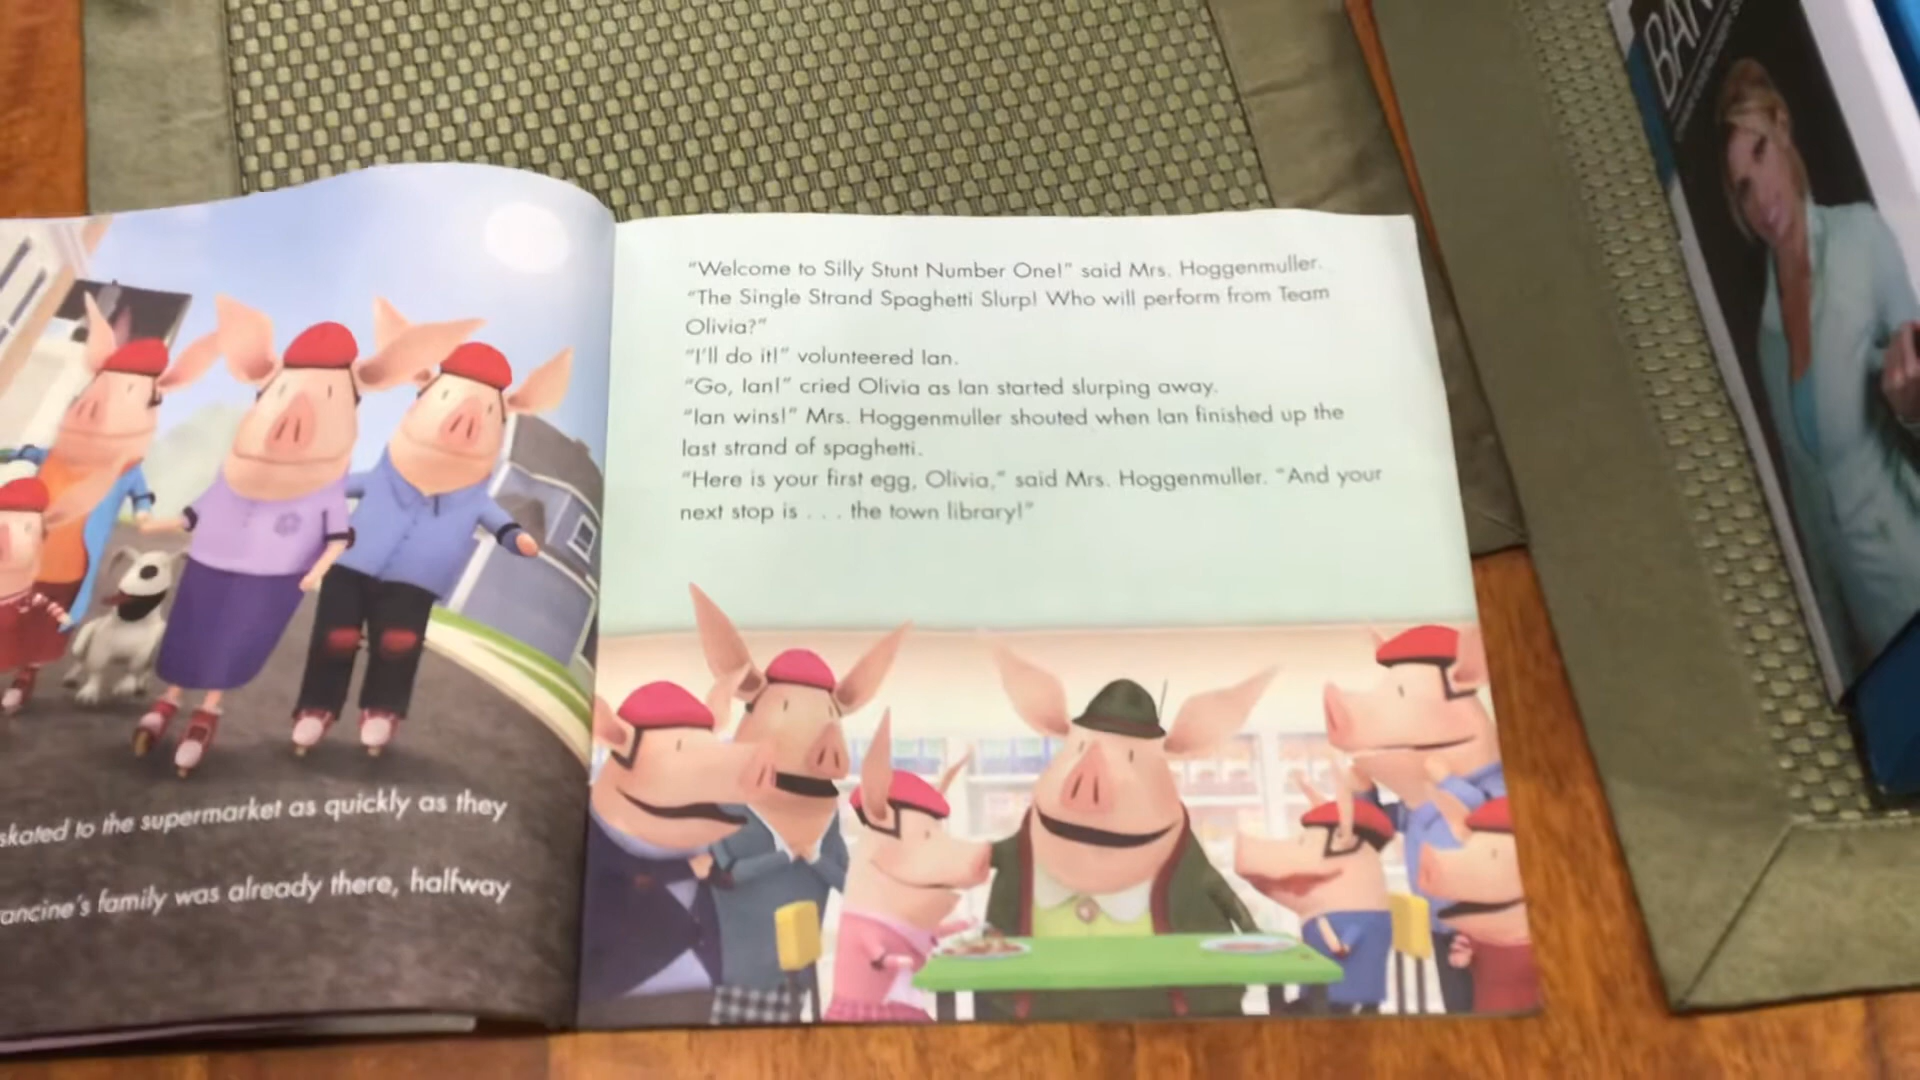 skated to the supermarket as quickly as they
ancine's family was already there, halfway
"Welcome to Silly Stunt Number One!" said Mrs. Hoggenmuller.
"The Single Strand Spaghetti Slurp! Who will perform from Team
Olivia?"
"I'll do it!" volunteered Ian.
"Go, Ian!" cried Olivia as Ian started slurping away.
"Ian wins!" Mrs. Hoggenmuller shouted when Ian finished up the
last strand of spaghetti.
"Here is your first egg, Olivia," said Mrs. Hoggenmuller. "And your
next stop is . . . the town library!"
BAN